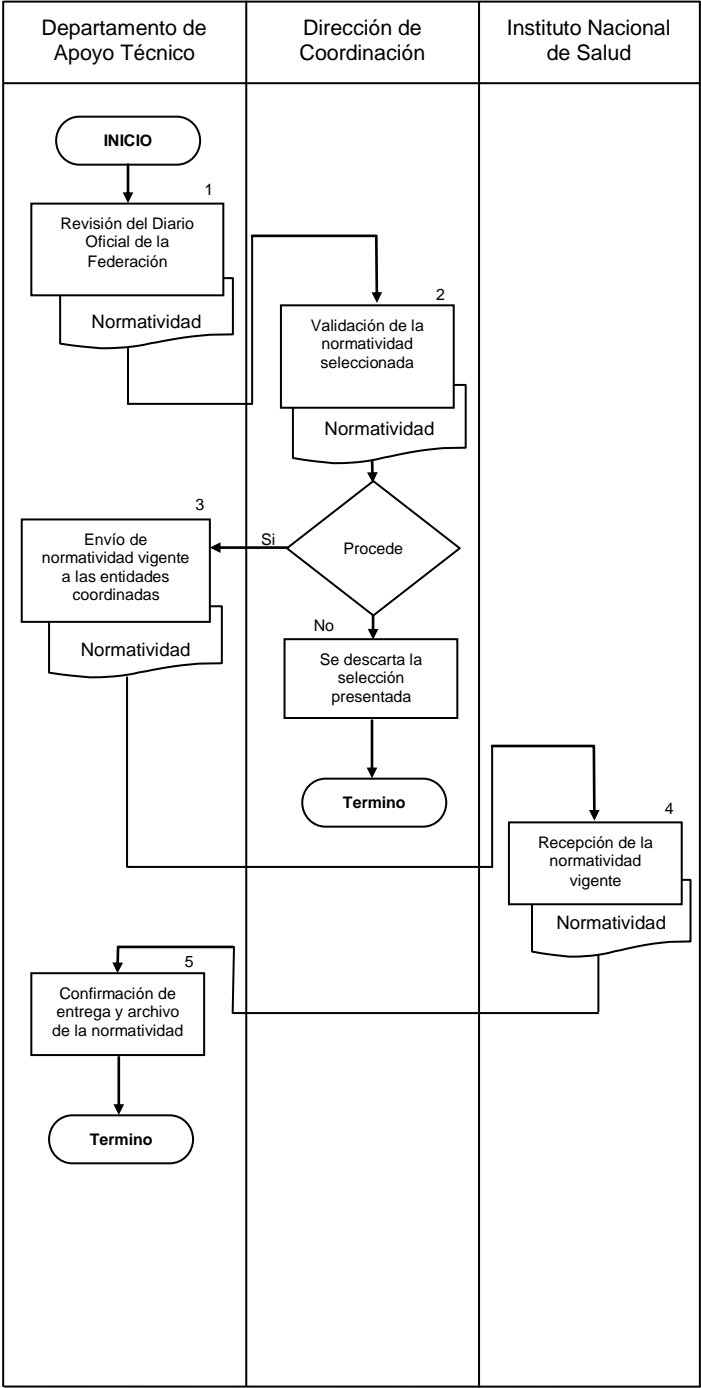 Departamento de
Apoyo Técnico
Dirección de
Coordinación
Instituto Nacional
de Salud
INICIO
1
Revisión del Diario
Oficial de la
Federación
Normatividad
2
Validación de la
normatividad
seleccionada
Normatividad
Procede
Si
No
3
Envío de
normatividad vigente
a las entidades
coordinadas
Normatividad
Se descarta la
selección
presentada
Termino
4
Recepción de la
normatividad
vigente
Normatividad
5
Confirmación de
entrega y archivo
de la normatividad
Termino